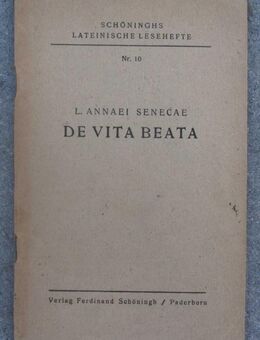 SCHÖNINGHS
LATEINISCHE LESEHEFTE
Nr. 10
L. ANNAEI SENECAE
DE VITA BEATA
Verlag Ferdinand Schöningh / Paderborn